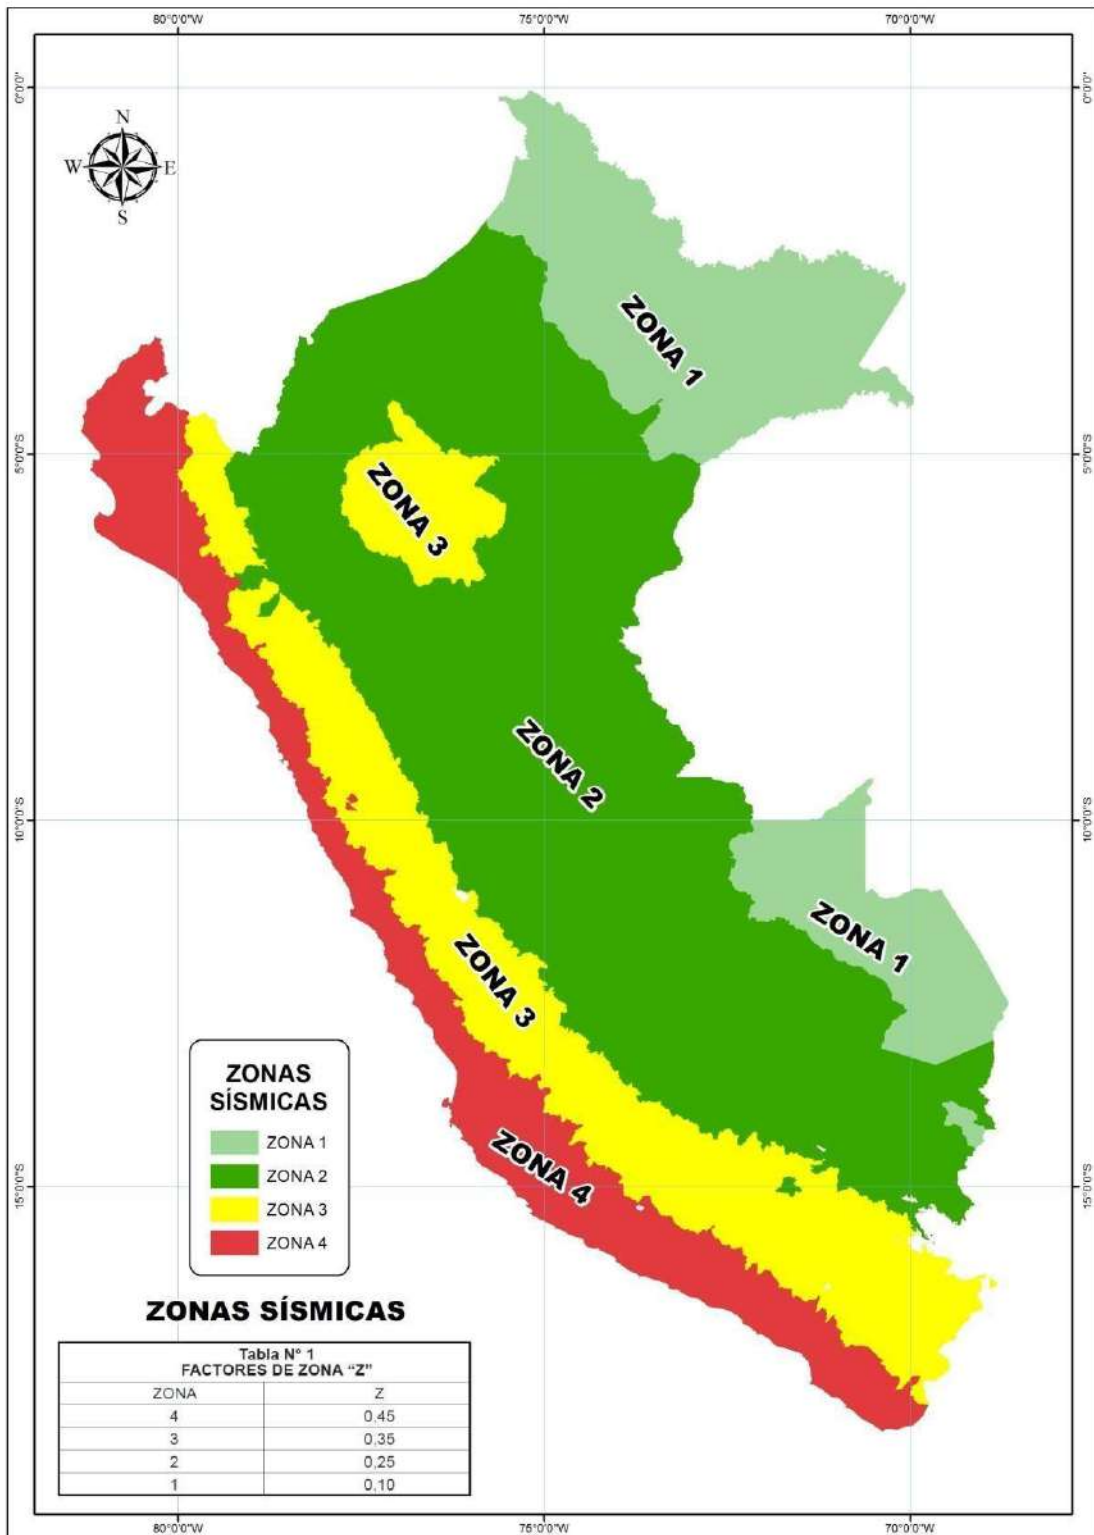 80°0'0"W 75°0'0"W 70°0'0"W
0°0'0" 0°0'0"
N
W E
S
ZONA 1
5°0'0"S 5°0'0"S
ZONA 3
ZONA 2
10°0'0"S 10°0'0"S
ZONA 1
ZONA 3
ZONA 4
15°0'0"S 15°0'0"S
ZONAS
SÍSMICAS
ZONA 1
ZONA 2
ZONA 3
ZONA 4
ZONAS SÍSMICAS
Tabla N° 1
FACTORES DE ZONA “Z”
ZONA Z
4 0,45
3 0,35
2 0,25
1 0,10
80°0'0"W 75°0'0"W 70°0'0"W